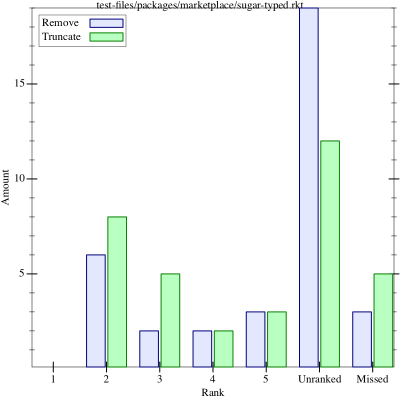 test-files/packages/marketplace/sugar-typed.rkt
Remove
Truncate
15
10
5
Amount
1 2 3 4 5 Unranked Missed
Rank